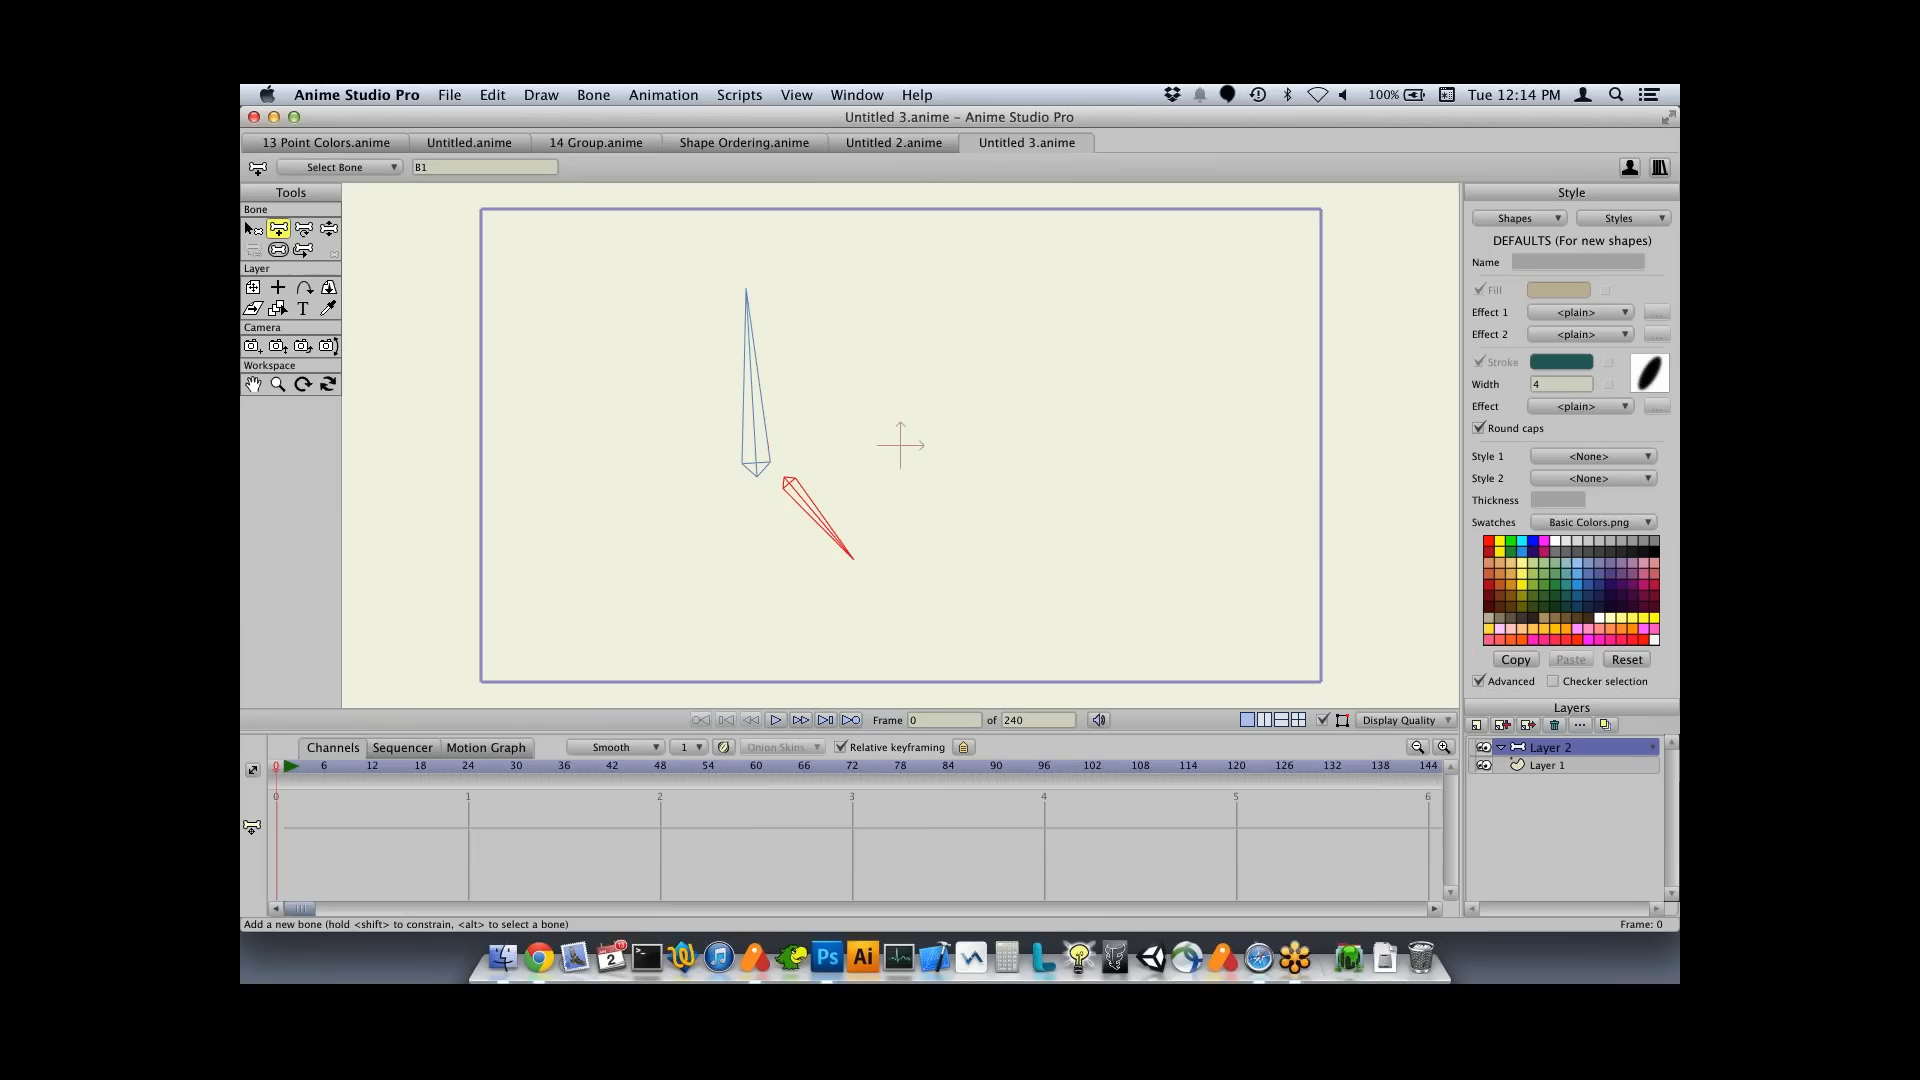 Anime Studio Pro File Edit Draw Bone Animation Scripts View Window Help 100% Tue 12:14 PM
Untitled 3.anime – Anime Studio Pro
13 Point Colors.anime Untitled.anime 14 Group.anime Shape Ordering.anime Untitled 2.anime Untitled 3.anime
Select Bone B1
Tools
Bone
Layer
T
Camera
Workspace
Style
Shapes Styles
DEFAULTS (For new shapes)
Name
Fill
Effect 1 <plain> ...
Effect 2 <plain> ...
Stroke
Width 4
Effect <plain> ...
Round caps
Style 1 <None>
Style 2 <None>
Thickness
Swatches Basic Colors.png
Copy Paste Reset
Advanced Checker selection
Layers
Layer 2
Layer 1
Frame 0 of 240 Display Quality
Channels Sequencer Motion Graph Smooth 1 Onion Skins Relative keyframing
0 6 12 18 24 30 36 42 48 54 60 66 72 78 84 90 96 102 108 114 120 126 132 138 144
0 1 2 3 4 5 6
Add a new bone (hold <shift> to constrain, <alt> to select a bone) Frame: 0
2 Ps Ai